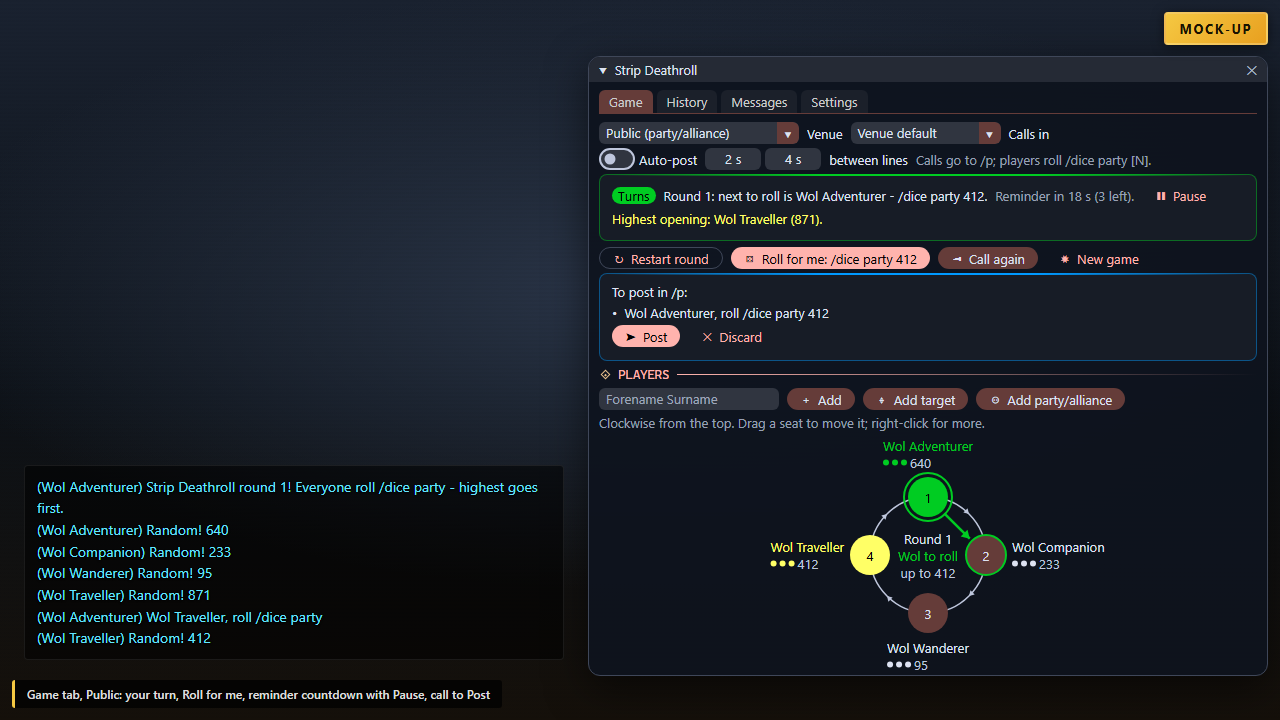 MOCK-UP
Strip Deathroll
Game History Messages Settings
Public (party/alliance) Venue Venue default Calls in
Auto-post 2 s 4 s between lines Calls go to /p; players roll /dice party [N].
Turns Round 1: next to roll is Wol Adventurer - /dice party 412. Reminder in 18 s (3 left). Pause
Highest opening: Wol Traveller (871).
Restart round Roll for me: /dice party 412 Call again New game
To post in /p:
• Wol Adventurer, roll /dice party 412
Post Discard
PLAYERS
Forename Surname Add Add target Add party/alliance
Clockwise from the top. Drag a seat to move it; right-click for more.
Wol Adventurer
640
1
Wol Traveller
412
4
Round 1
Wol to roll
up to 412
2
Wol Companion
233
3
Wol Wanderer
95
(Wol Adventurer) Strip Deathroll round 1! Everyone roll /dice party - highest goes
first.
(Wol Adventurer) Random! 640
(Wol Companion) Random! 233
(Wol Wanderer) Random! 95
(Wol Traveller) Random! 871
(Wol Adventurer) Wol Traveller, roll /dice party
(Wol Traveller) Random! 412
Game tab, Public: your turn, Roll for me, reminder countdown with Pause, call to Post